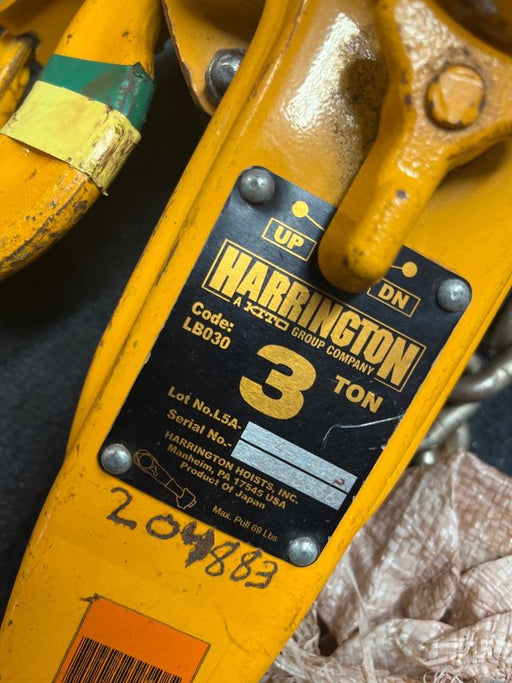 UP
DN
HARRINGTON
A KITO GROUP COMPANY
Code:
LB030
3 TON
Lot No.L5A-
Serial No.-
HARRINGTON HOISTS, INC.
Manheim, PA 17545 USA
Product Of Japan
Max. Pull 69 Lbs
204883